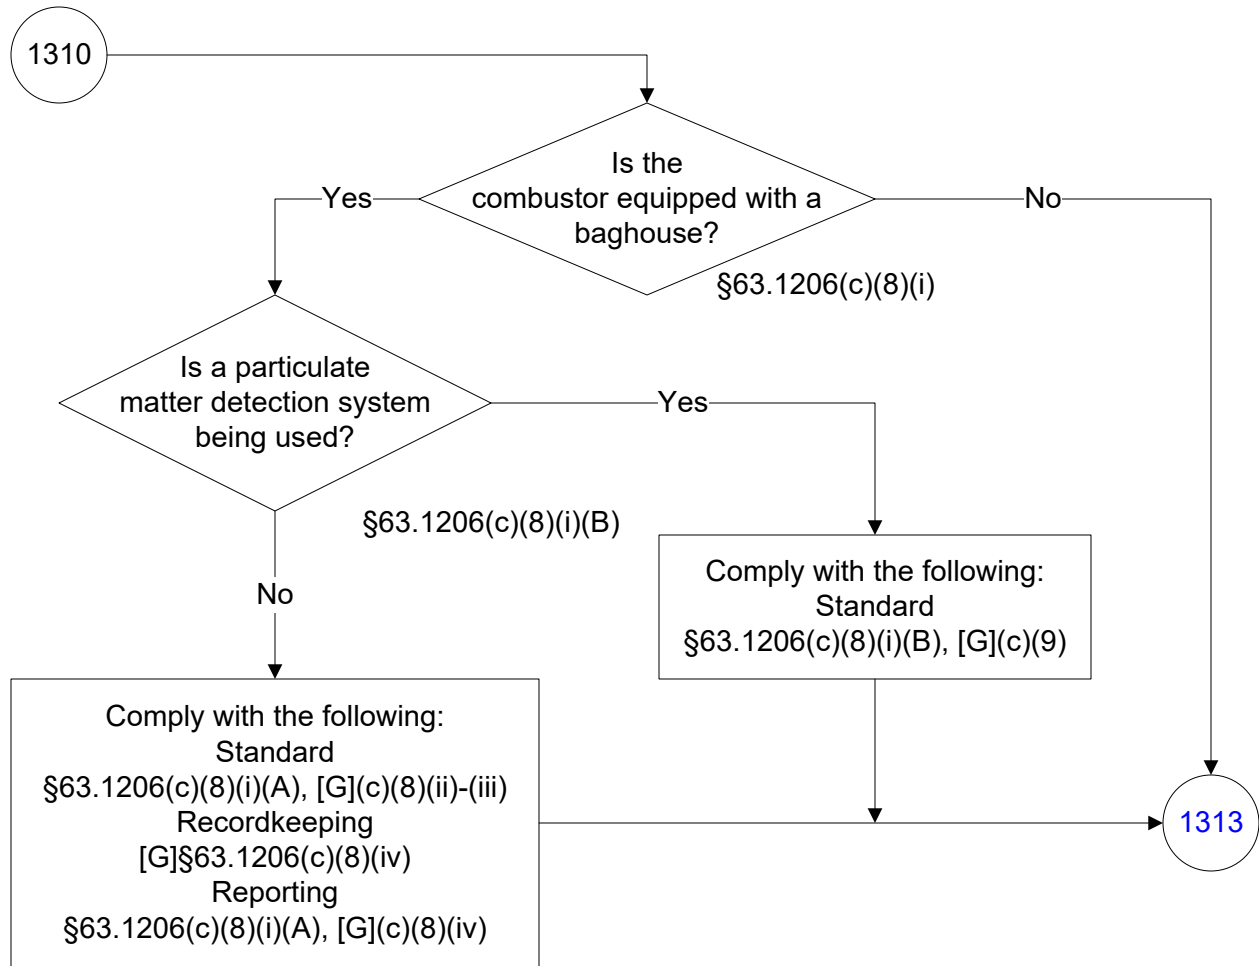 1310
Is the
combustor equipped with a
baghouse?
Yes
No
§63.1206(c)(8)(i)
Is a particulate
matter detection system
being used?
Yes
§63.1206(c)(8)(i)(B)
No
Comply with the following:
Standard
§63.1206(c)(8)(i)(B), [G](c)(9)
Comply with the following:
Standard
§63.1206(c)(8)(i)(A), [G](c)(8)(ii)-(iii)
Recordkeeping
[G]§63.1206(c)(8)(iv)
Reporting
§63.1206(c)(8)(i)(A), [G](c)(8)(iv)
1313